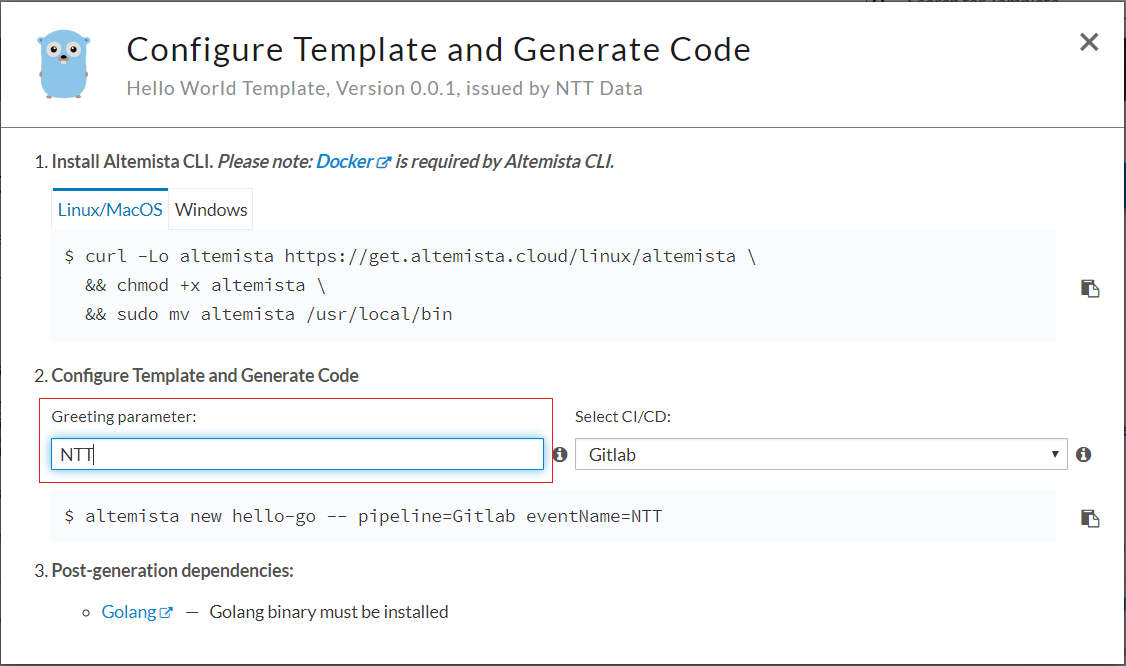 Configure Template and Generate Code
Hello World Template, Version 0.0.1, issued by NTT Data
1. Install Altemista CLI. Please note: Docker is required by Altemista CLI.
Linux/MacOS Windows
$ curl -Lo altemista https://get.altemista.cloud/linux/altemista \
&& chmod +x altemista \
&& sudo mv altemista /usr/local/bin
2. Configure Template and Generate Code
Greeting parameter: Select CI/CD:
NTT Gitlab
$ altemista new hello-go -- pipeline=Gitlab eventName=NTT
3. Post-generation dependencies:
Golang — Golang binary must be installed